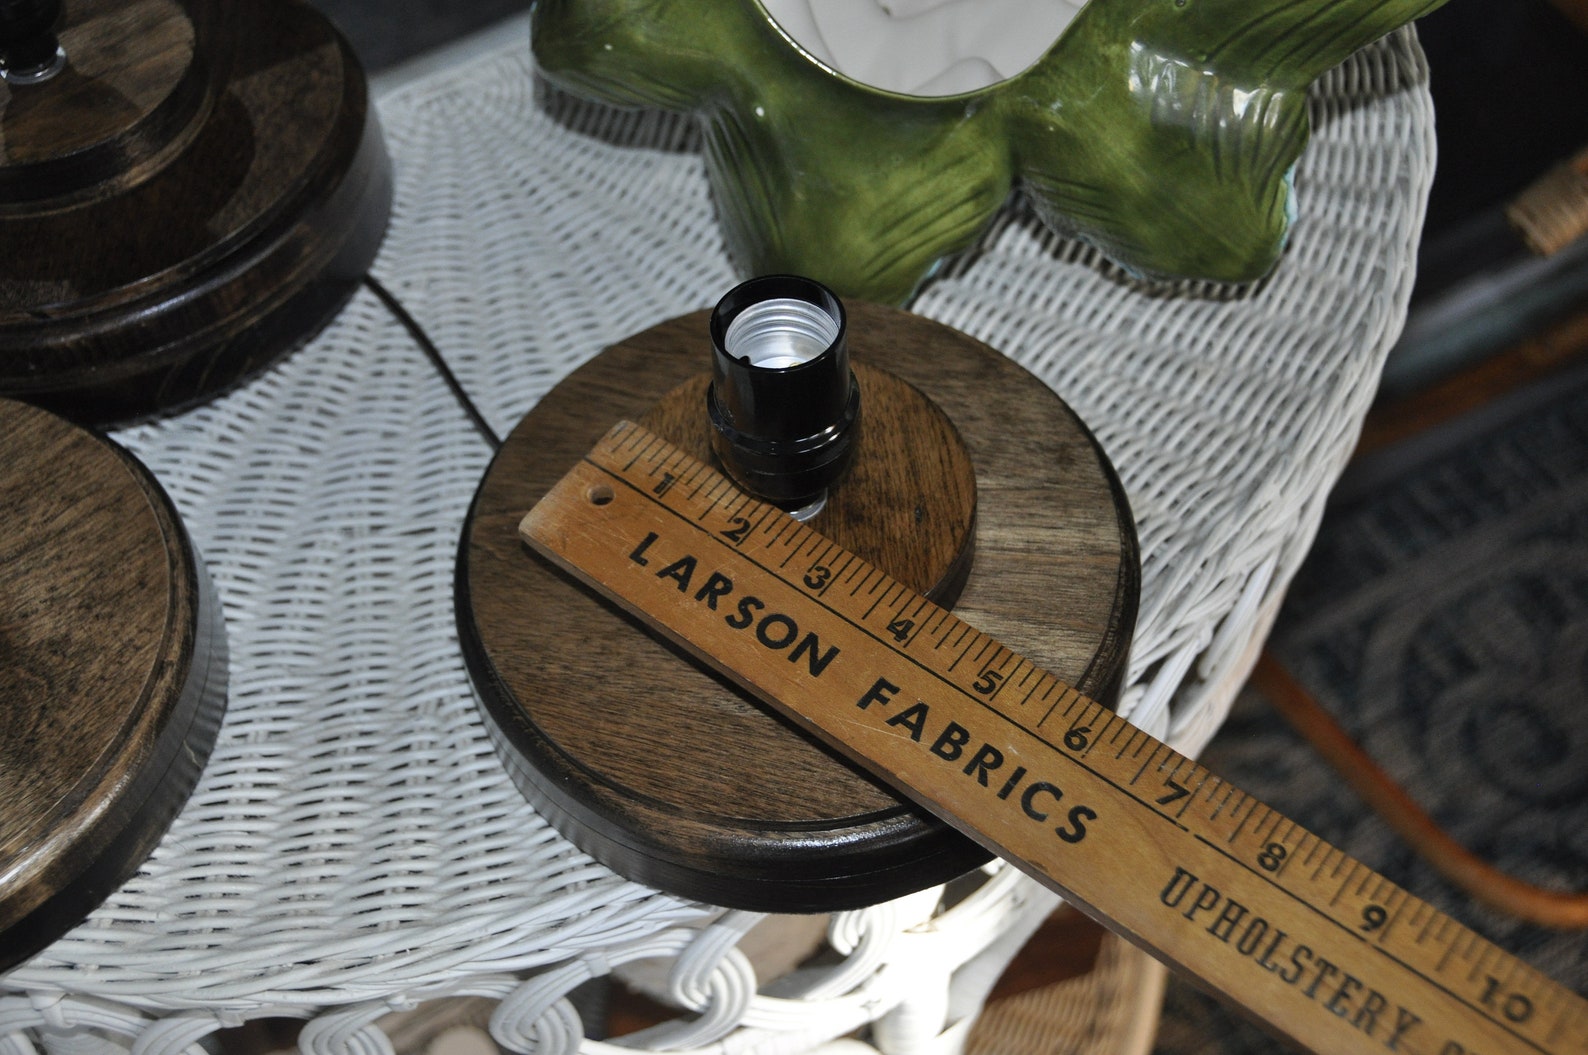 1 2 3 4 5 6 7 8 9 10
LARSON FABRICS
UPHOLSTERY